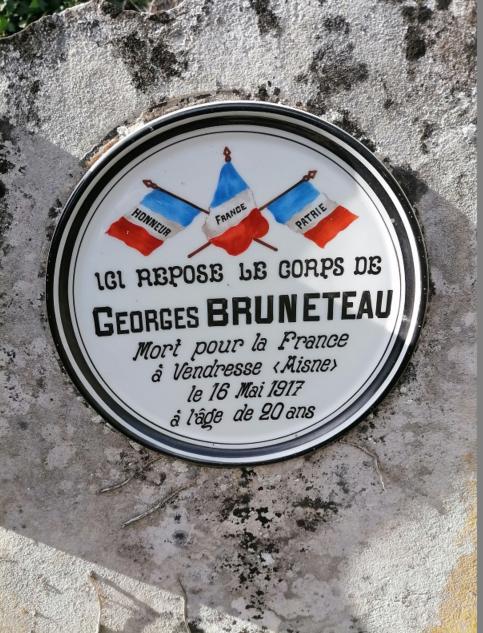 HONNEUR
FRANCE
PATRIE
ICI REPOSE LE CORPS DE
GEORGES BRUNETEAU
Mort pour la France
à Vendresse (Aisne)
le 16 Mai 1917
à l'âge de 20 ans